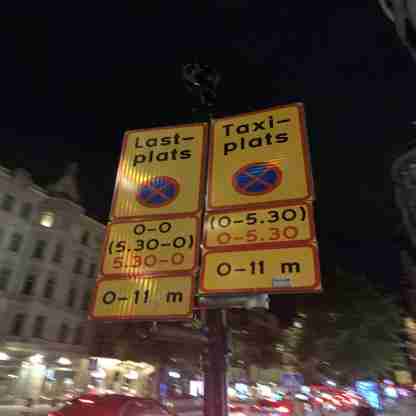 Last-
plats
0-0
(5.30-0)
5.30-0
0-11 m
Taxi-
plats
(0-5.30)
0-5.30
0-11 m